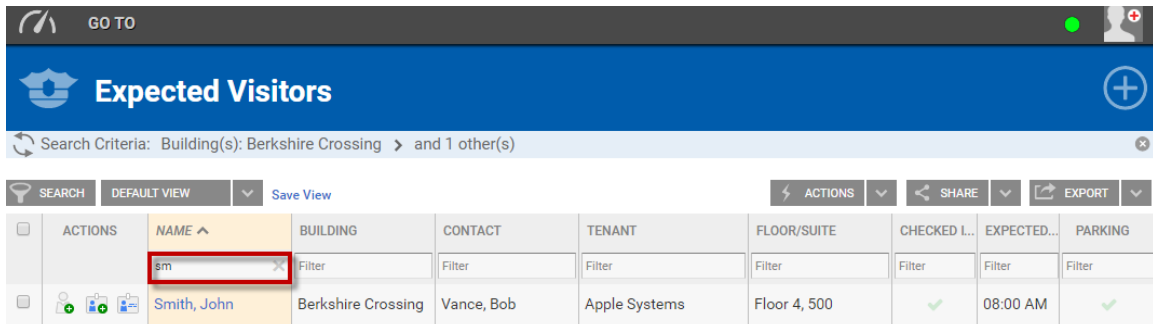 GO TO
Expected Visitors
Search Criteria: Building(s): Berkshire Crossing > and 1 other(s)
SEARCH DEFAULT VIEW Save View ACTIONS SHARE EXPORT
ACTIONS NAME BUILDING CONTACT TENANT FLOOR/SUITE CHECKED I... EXPECTED... PARKING
sm Filter Filter Filter Filter Filter Filter Filter
Smith, John Berkshire Crossing Vance, Bob Apple Systems Floor 4, 500 08:00 AM